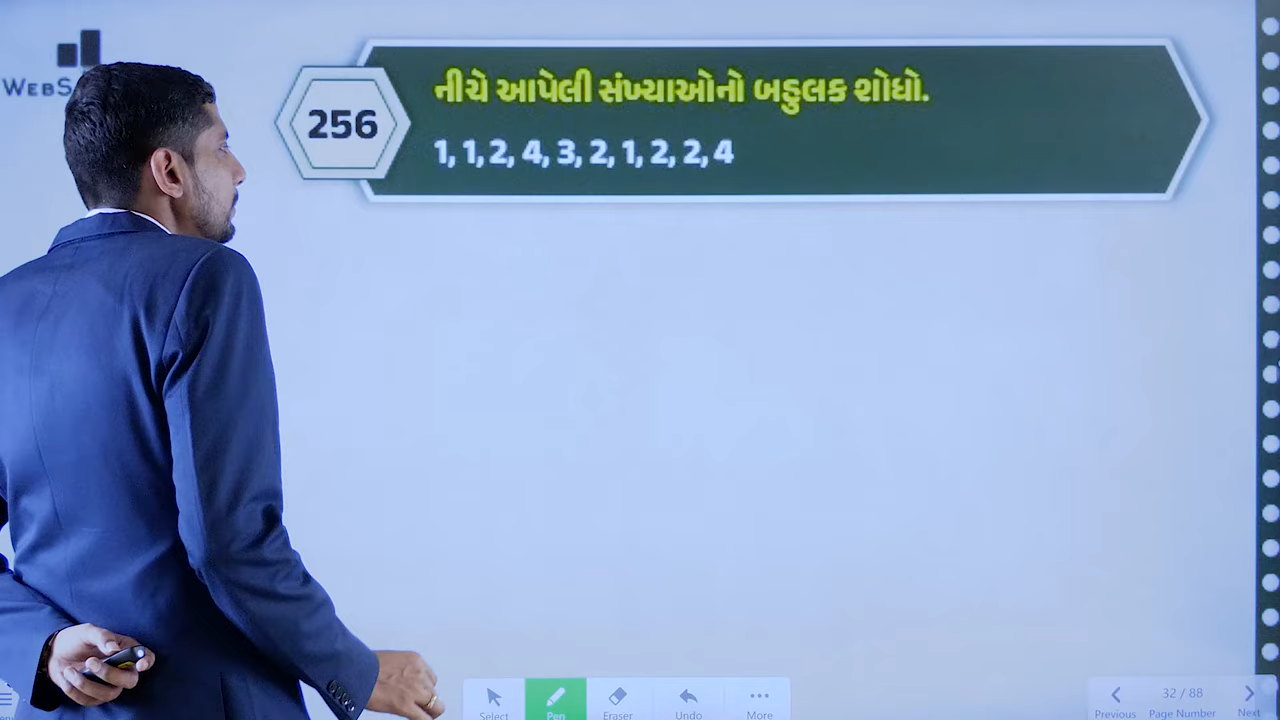 256
નીચે આપેલી સંખ્યાઓનો બહુલક શોધો.
1, 1, 2, 4, 3, 2, 1, 2, 2, 4
Select
Pen
Eraser
Undo
More
32 / 88
Previous
Page Number
Next